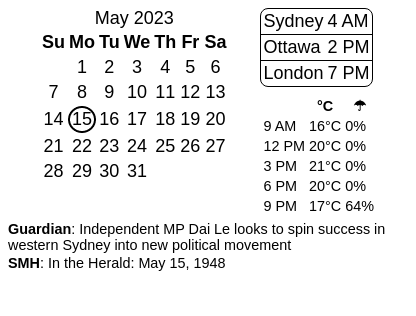 May 2023
Su Mo Tu We Th Fr Sa
1 2 3 4 5 6
7 8 9 10 11 12 13
14 15 16 17 18 19 20
21 22 23 24 25 26 27
28 29 30 31
Sydney 4 AM
Ottawa 2 PM
London 7 PM
°C ☂
9 AM 16°C 0%
12 PM 20°C 0%
3 PM 21°C 0%
6 PM 20°C 0%
9 PM 17°C 64%
Guardian: Independent MP Dai Le looks to spin success in
western Sydney into new political movement
SMH: In the Herald: May 15, 1948